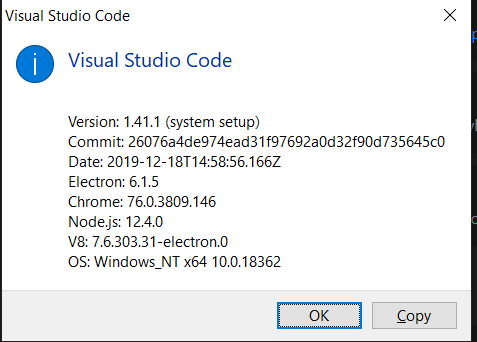 Visual Studio Code
Visual Studio Code
Version: 1.41.1 (system setup)
Commit: 26076a4de974ead31f97692a0d32f90d735645c0
Date: 2019-12-18T14:58:56.166Z
Electron: 6.1.5
Chrome: 76.0.3809.146
Node.js: 12.4.0
V8: 7.6.303.31-electron.0
OS: Windows_NT x64 10.0.18362
OK
Copy